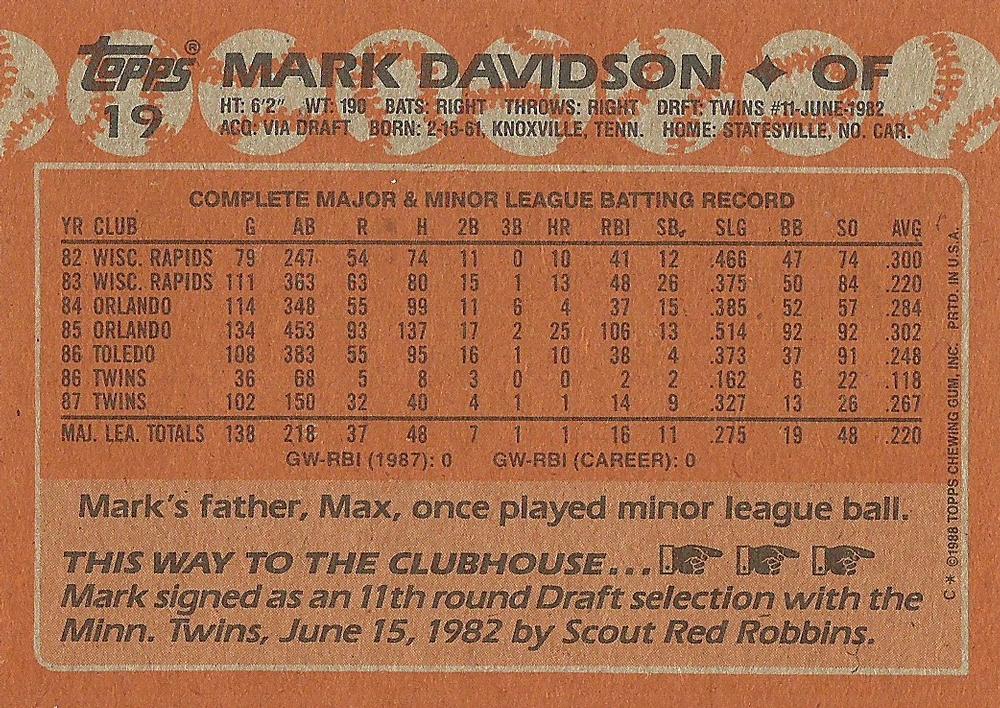 topps® MARK DAVIDSON ✦ OF
19
HT: 6'2" WT: 190 BATS: RIGHT THROWS: RIGHT DRFT: TWINS #11-JUNE-1982
ACQ: VIA DRAFT BORN: 2-15-61, KNOXVILLE, TENN. HOME: STATESVILLE, NO. CAR.
COMPLETE MAJOR & MINOR LEAGUE BATTING RECORD
YR CLUB G AB R H 2B 3B HR RBI SB SLG BB SO AVG
82 WISC. RAPIDS 79 247 54 74 11 0 10 41 12 .466 47 74 .300
83 WISC. RAPIDS 111 363 63 80 15 1 13 48 26 .375 50 84 .220
84 ORLANDO 114 348 55 99 11 6 4 37 15 .385 52 57 .284
85 ORLANDO 134 453 93 137 17 2 25 106 13 .514 92 92 .302
86 TOLEDO 108 383 55 95 16 1 10 38 4 .373 37 91 .248
86 TWINS 36 68 5 8 3 0 0 2 2 .162 6 22 .118
87 TWINS 102 150 32 40 4 1 1 14 9 .327 13 26 .267
MAJ. LEA. TOTALS 138 218 37 48 7 1 1 16 11 .275 19 48 .220
GW-RBI (1987): 0 GW-RBI (CAREER): 0
Mark's father, Max, once played minor league ball.
THIS WAY TO THE CLUBHOUSE...
Mark signed as an 11th round Draft selection with the
Minn. Twins, June 15, 1982 by Scout Red Robbins.
C* ©1988 TOPPS CHEWING GUM, INC. PRTD. IN U.S.A.